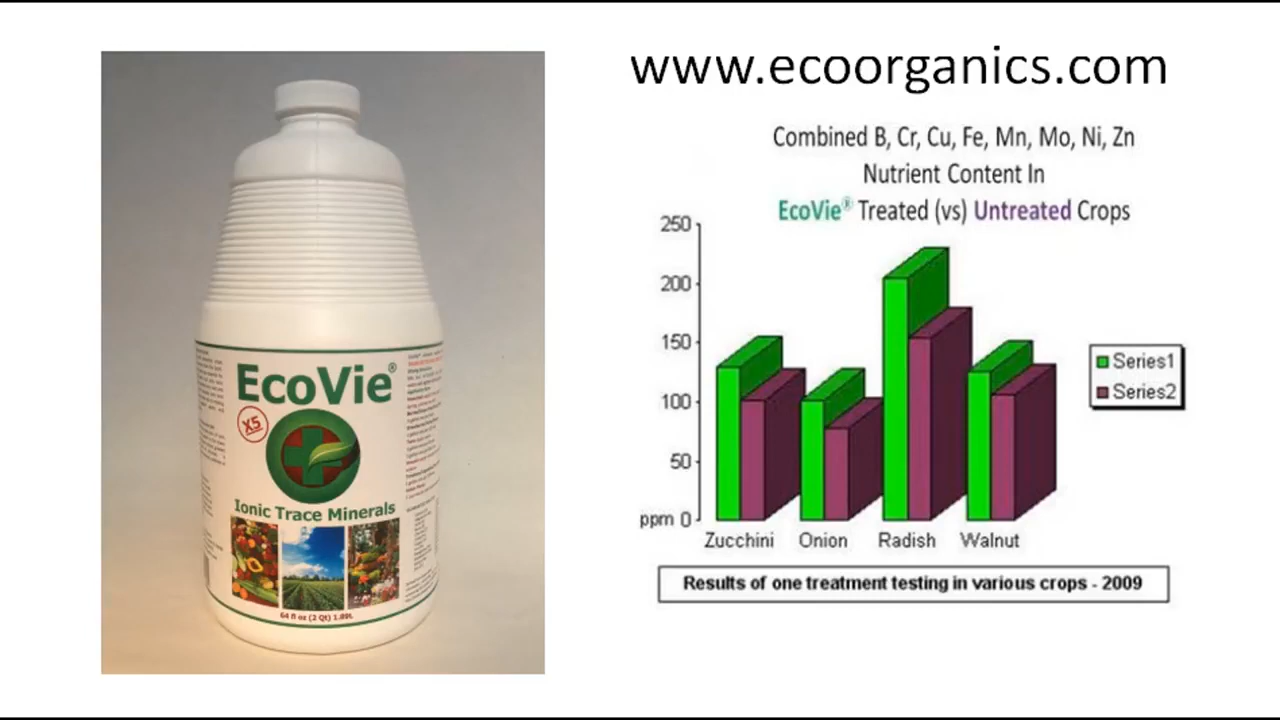 www.ecoorganics.com
Combined B, Cr, Cu, Fe, Mn, Mo, Ni, Zn
Nutrient Content In
EcoVie® Treated (vs) Untreated Crops
250
200
150
100
50
ppm 0
Zucchini Onion Radish Walnut
Series1
Series2
Results of one treatment testing in various crops - 2009
EcoVie®
X5
Ionic Trace Minerals
64 fl oz (2 Qt) 1.89L